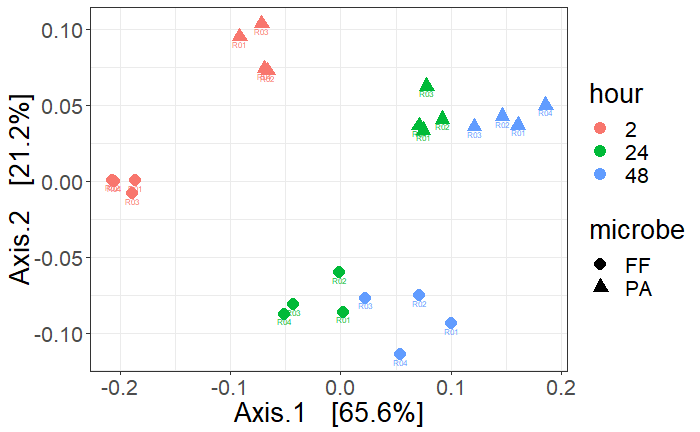 0.10
0.05
0.00
-0.05
-0.10
Axis.2 [21.2%]
-0.2
-0.1
0.0
0.1
0.2
Axis.1 [65.6%]
R03
R01
R02
R03
R02
R01
R04
R02
R03
R01
R03
R02
R03
R04
R01
R03
R02
R01
R04
hour
2
24
48
microbe
FF
PA